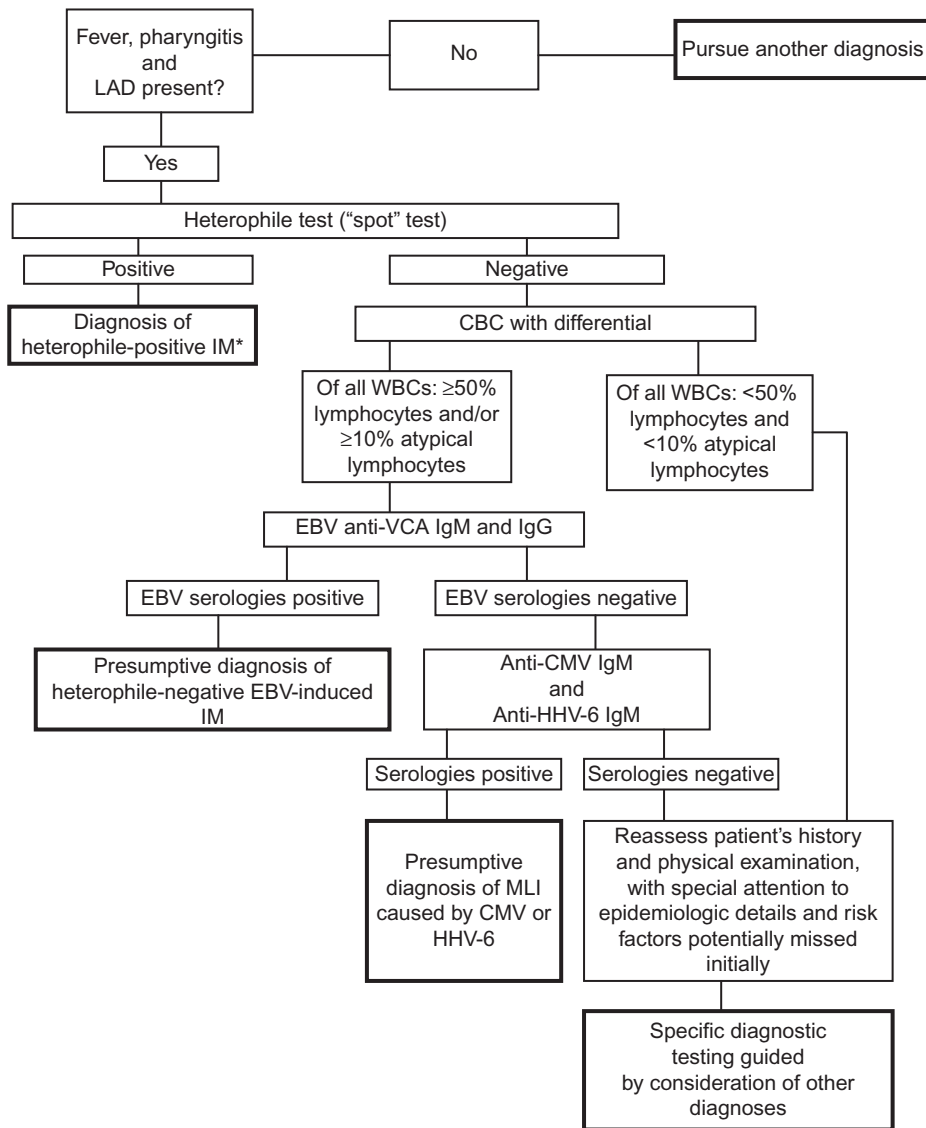 Fever, pharyngitis
and
LAD present?
No
Pursue another diagnosis
Yes
Heterophile test (“spot” test)
Positive
Negative
Diagnosis of
heterophile-positive IM*
CBC with differential
Of all WBCs: ≥50%
lymphocytes and/or
≥10% atypical
lymphocytes
Of all WBCs: <50%
lymphocytes and
<10% atypical
lymphocytes
EBV anti-VCA IgM and IgG
EBV serologies positive
EBV serologies negative
Presumptive diagnosis of
heterophile-negative EBV-induced
IM
Anti-CMV IgM
and
Anti-HHV-6 IgM
Serologies positive
Serologies negative
Presumptive
diagnosis of MLI
caused by CMV or
HHV-6
Reassess patient’s history
and physical examination,
with special attention to
epidemiologic details and risk
factors potentially missed
initially
Specific diagnostic
testing guided
by consideration of other
diagnoses